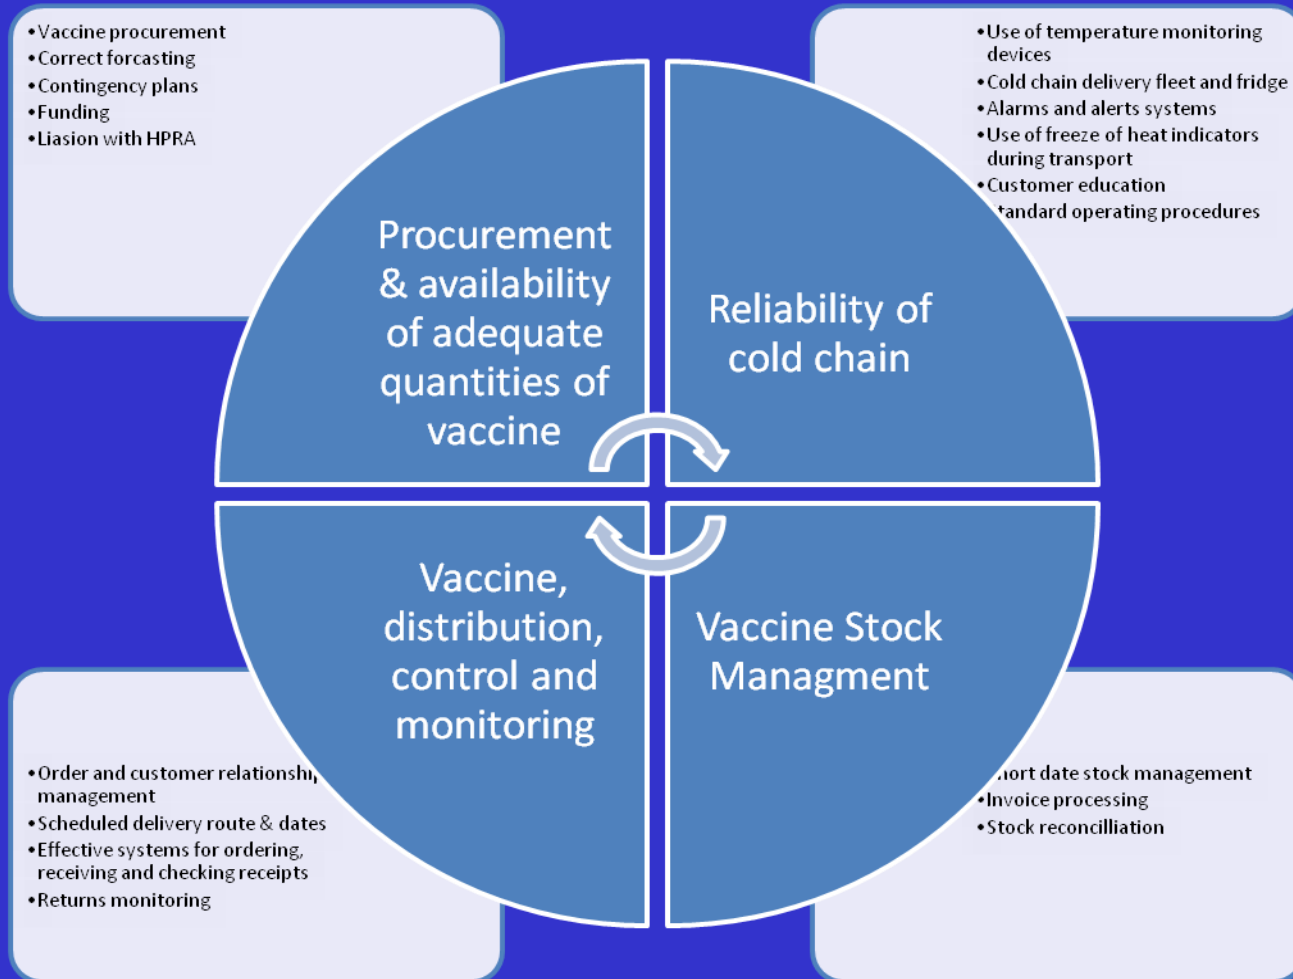 •Vaccine procurement
•Correct forcasting
•Contingency plans
•Funding
•Liasion with HPRA
•Use of temperature monitoring
devices
•Cold chain delivery fleet and fridge
•Alarms and alerts systems
•Use of freeze of heat indicators
during transport
•Customer education
•Standard operating procedures
Procurement
& availability
of adequate
quantities of
vaccine
Reliability of
cold chain
Vaccine,
distribution,
control and
monitoring
Vaccine Stock
Managment
•Order and customer relationship
management
•Scheduled delivery route & dates
•Effective systems for ordering,
receiving and checking receipts
•Returns monitoring
•Short date stock management
•Invoice processing
•Stock reconcilliation